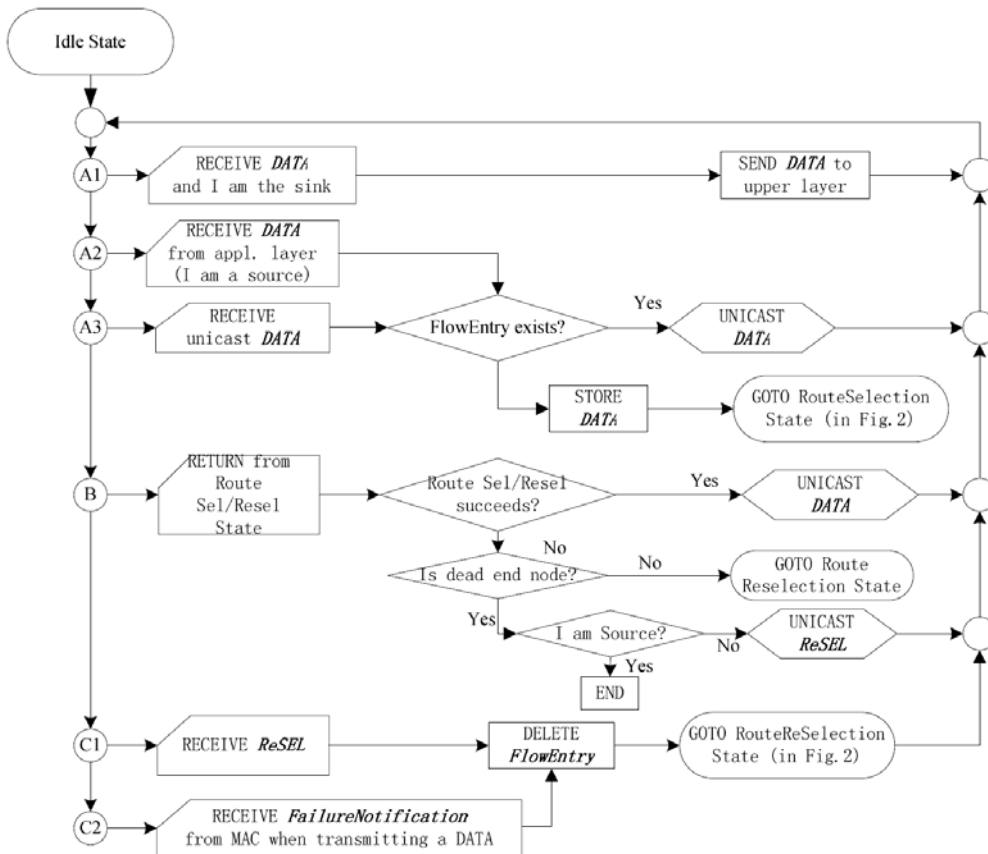 Idle State
A1
RECEIVE DATA
and I am the sink
SEND DATA to
upper layer
A2
RECEIVE DATA
from appl. layer
(I am a source)
A3
RECEIVE
unicast DATA
FlowEntry exists?
Yes
UNICAST
DATA
STORE
DATA
GOTO RouteSelection
State (in Fig.2)
B
RETURN from
Route
Sel/Resel
State
Route Sel/Resel
succeeds?
Yes
UNICAST
DATA
No
Is dead end node?
No
GOTO Route
Reselection State
Yes
I am Source?
No
UNICAST
ReSEL
Yes
END
C1
RECEIVE ReSEL
DELETE
FlowEntry
GOTO RouteReSelection
State (in Fig.2)
C2
RECEIVE FailureNotification
from MAC when transmitting a DATA